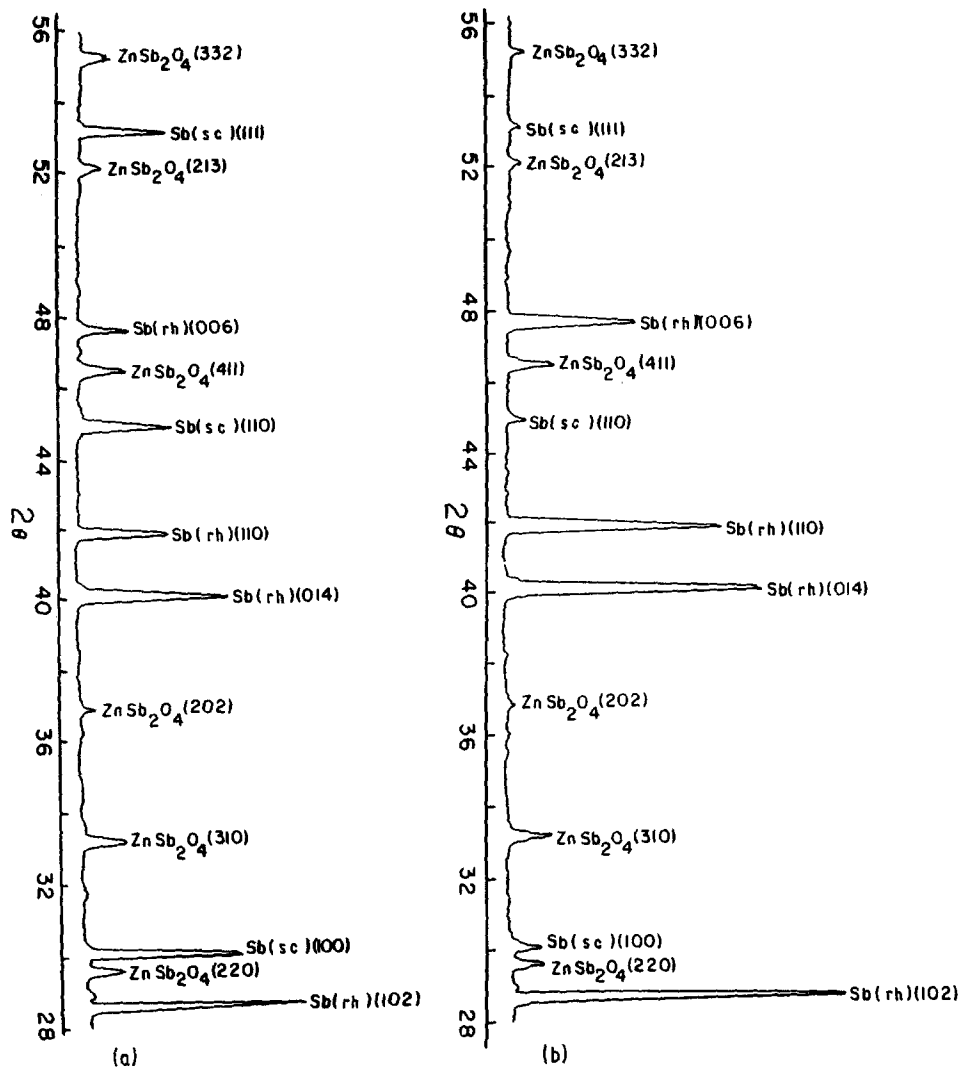 56
ZnSb₂O₄(332)
Sb(sc)(111)
52
ZnSb₂O₄(213)
48
Sb(rh)(006)
ZnSb₂O₄(411)
Sb(sc)(110)
44
2θ
Sb(rh)(110)
40
Sb(rh)(014)
ZnSb₂O₄(202)
36
ZnSb₂O₄(310)
32
Sb(sc)(100)
ZnSb₂O₄(220)
Sb(rh)(102)
28
(a)
56
ZnSb₂O₄(332)
Sb(sc)(111)
52
ZnSb₂O₄(213)
48
Sb(rh)(006)
ZnSb₂O₄(411)
Sb(sc)(110)
44
2θ
Sb(rh)(110)
40
Sb(rh)(014)
ZnSb₂O₄(202)
36
ZnSb₂O₄(310)
32
Sb(sc)(100)
ZnSb₂O₄(220)
Sb(rh)(102)
28
(b)